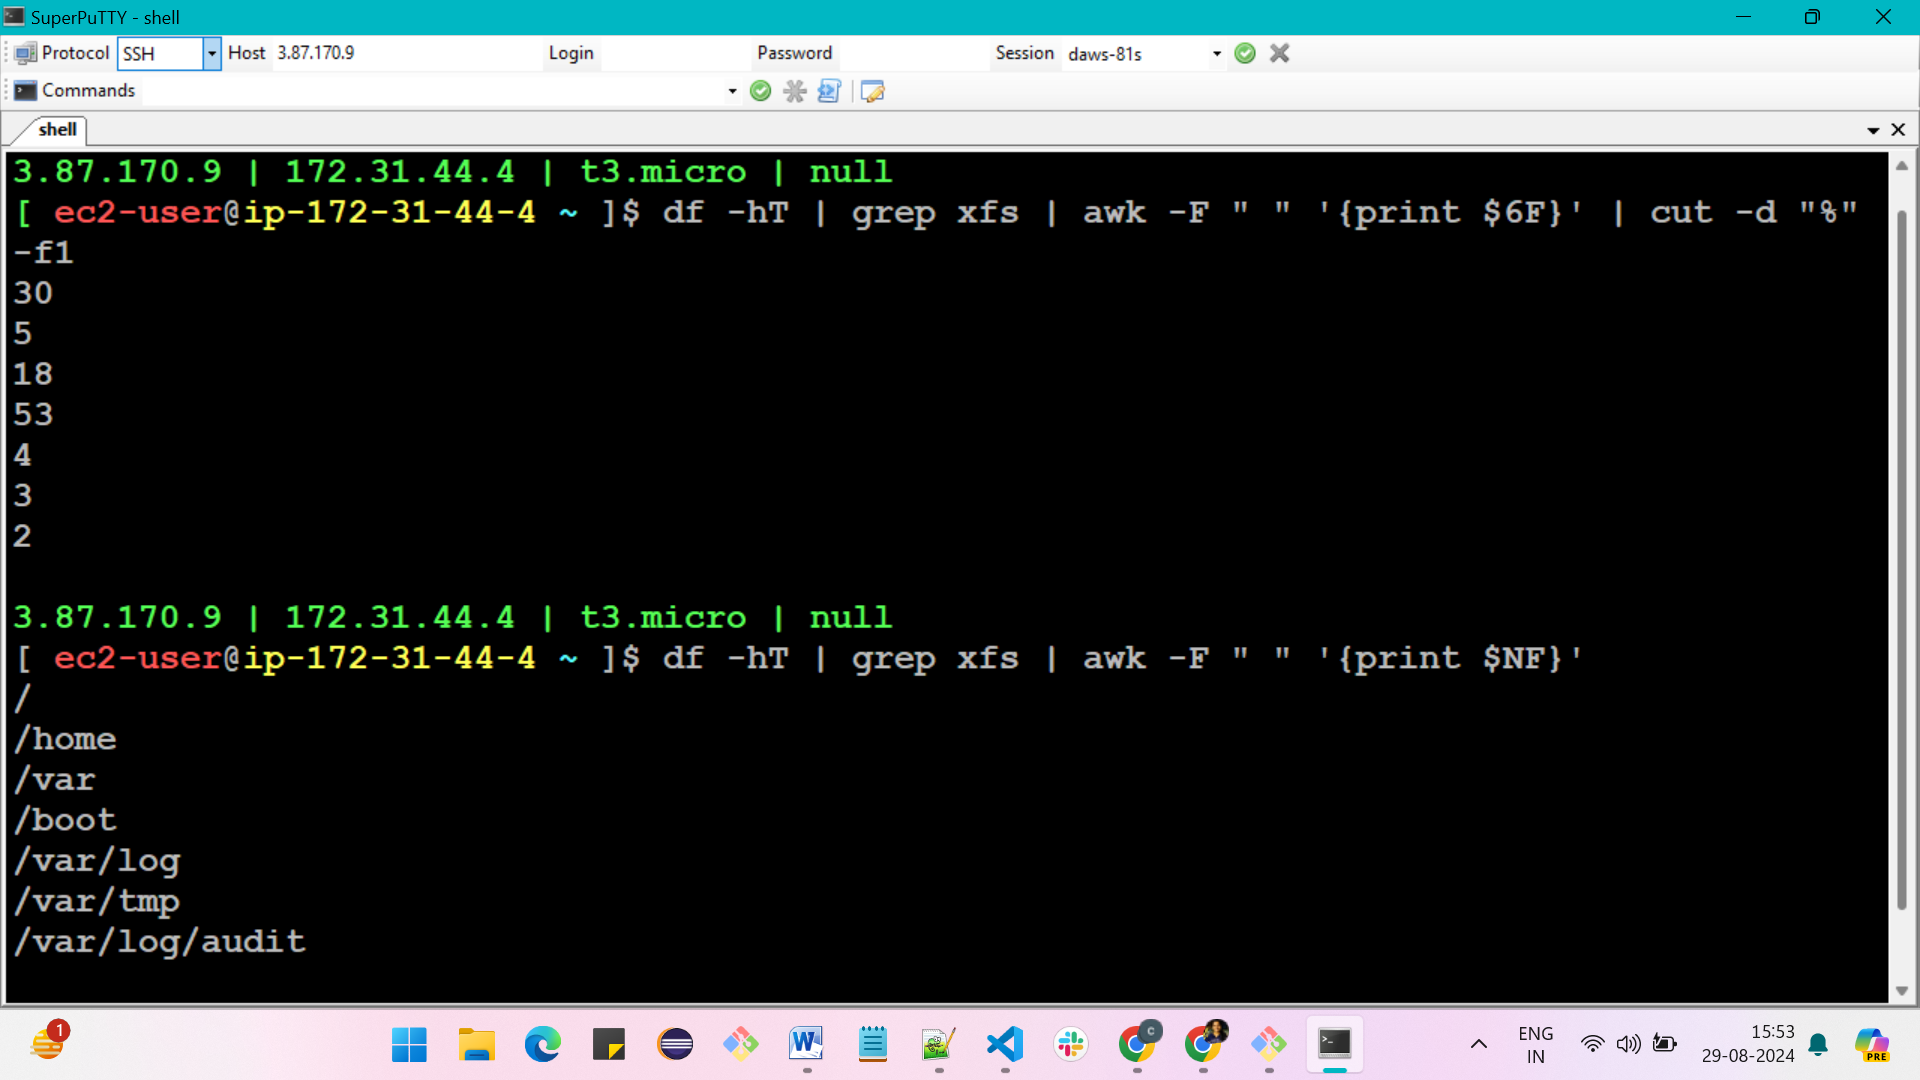 SuperPuTTY - shell
Protocol SSH Host 3.87.170.9 Login Password Session daws-81s
Commands
shell
3.87.170.9 | 172.31.44.4 | t3.micro | null
[ ec2-user@ip-172-31-44-4 ~ ]$ df -hT | grep xfs | awk -F " " '{print $6F}' | cut -d "%"
-f1
30
5
18
53
4
3
2
3.87.170.9 | 172.31.44.4 | t3.micro | null
[ ec2-user@ip-172-31-44-4 ~ ]$ df -hT | grep xfs | awk -F " " '{print $NF}'
/
/home
/var
/boot
/var/log
/var/tmp
/var/log/audit
1
W
C
ENG
IN
15:53
29-08-2024
PRE